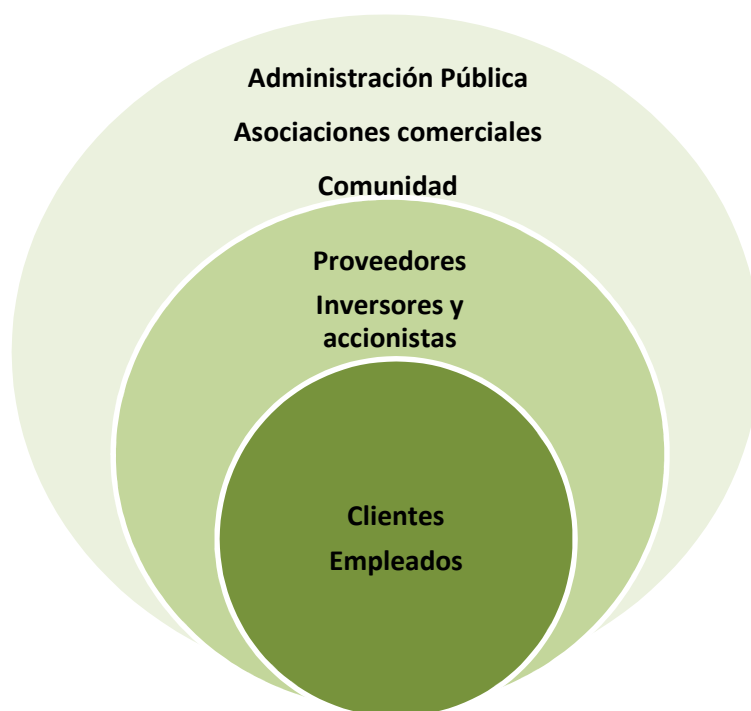 Administración Pública
Asociaciones comerciales
Comunidad
Proveedores
Inversores y
accionistas
Clientes
Empleados